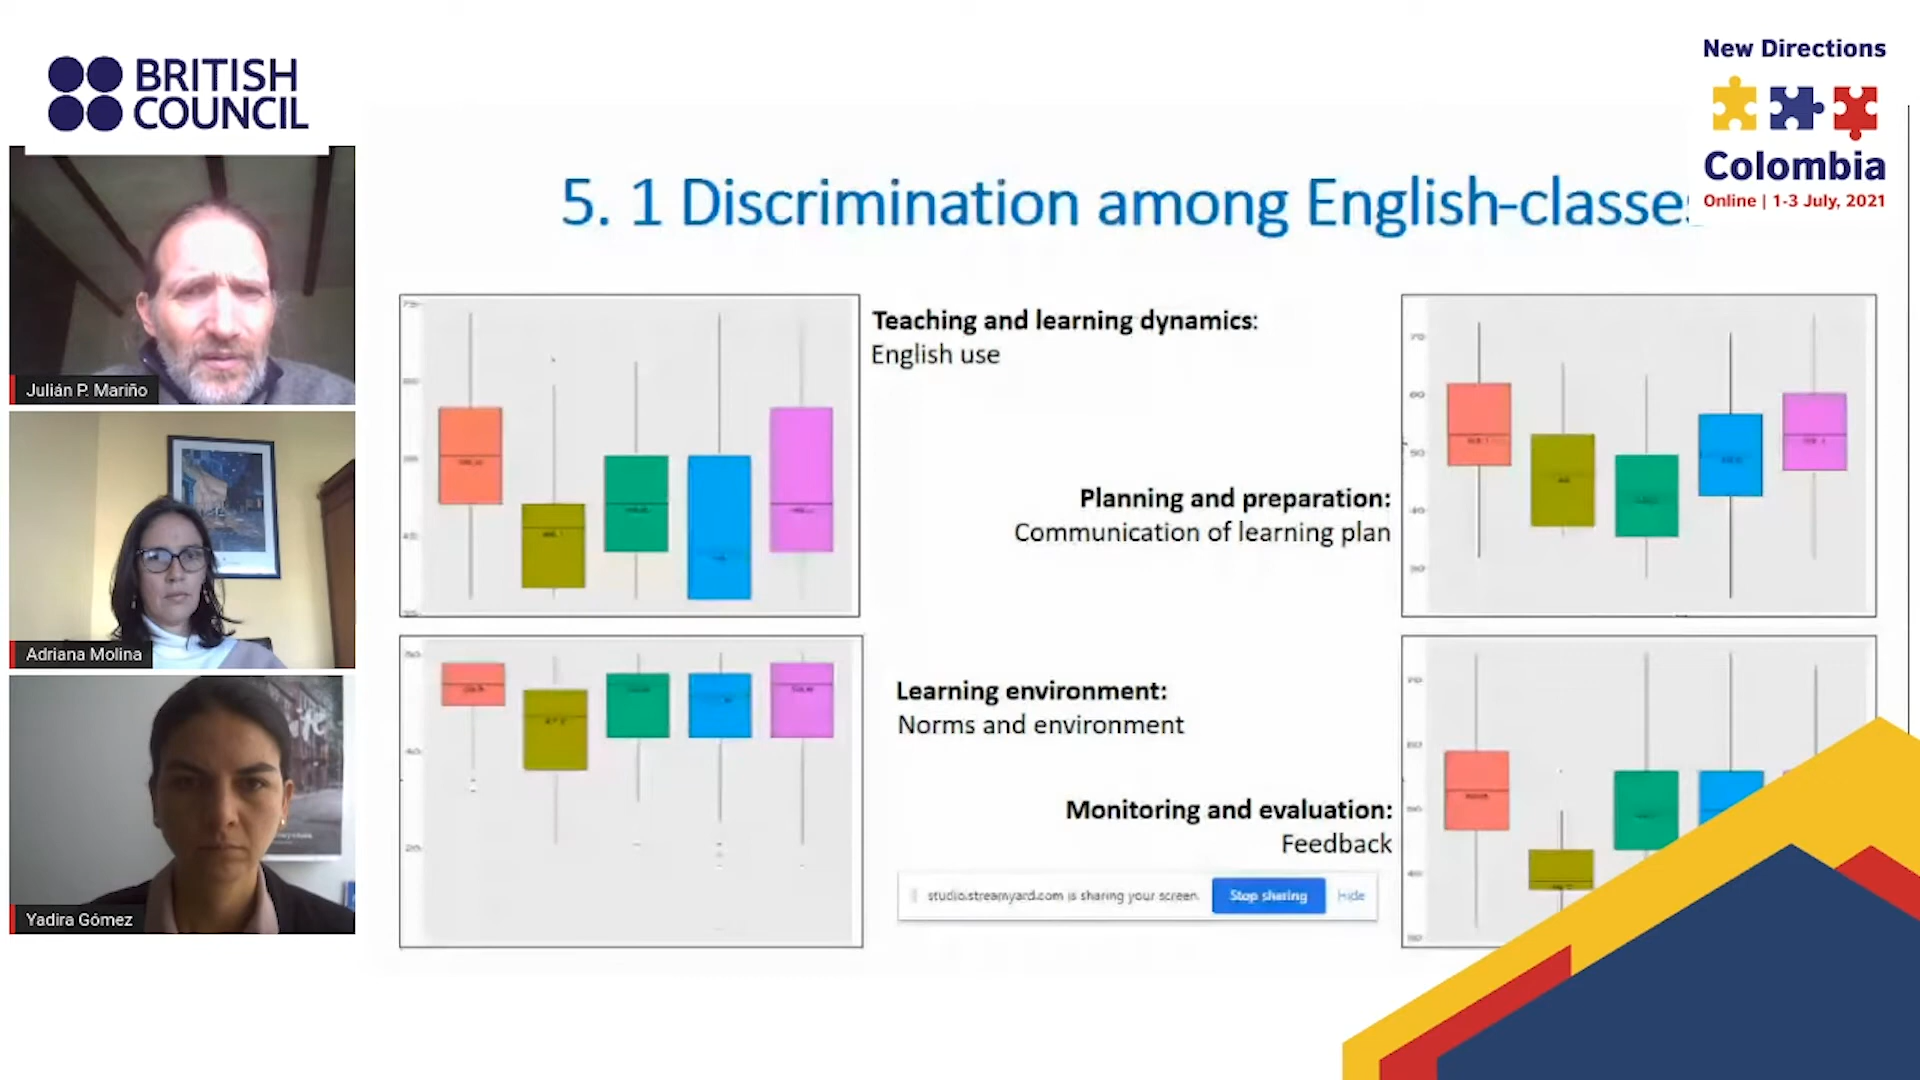 BRITISH
COUNCIL
New Directions
Colombia
Online | 1-3 July, 2021
5. 1 Discrimination among English-classes
Teaching and learning dynamics:
English use
Planning and preparation:
Communication of learning plan
Learning environment:
Norms and environment
Monitoring and evaluation:
Feedback
studio.streamyard.com is sharing your screen.
Stop sharing
Hide
Julián P. Mariño
Adriana Molina
Yadira Gómez